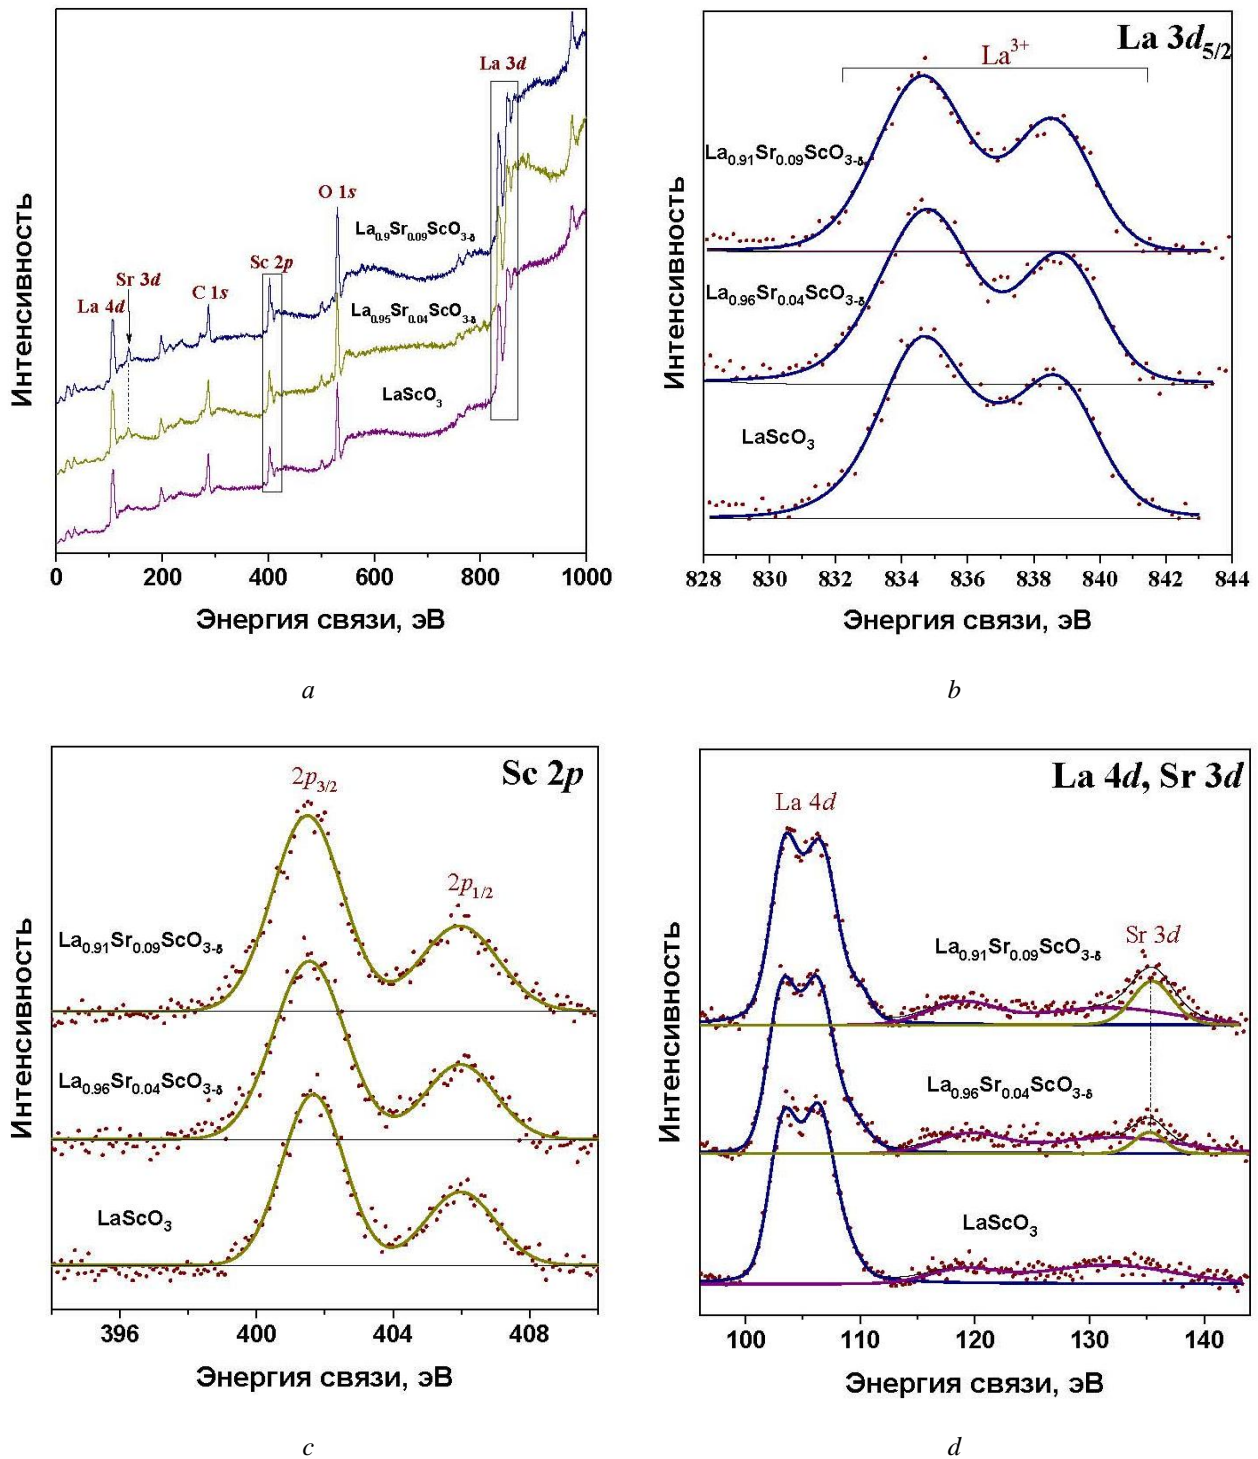 La 3d
Sr 3d
La 4d
C 1s
Sc 2p
O 1s
La₀.₉Sr₀.₀₉ScO₃₋δ
La₀.₉₅Sr₀.₀₄ScO₃₋δ
LaScO₃
Интенсивность
0 200 400 600 800 1000
Энергия связи, эВ
a
La 3d₅/₂
La³⁺
La₀.₉₁Sr₀.₀₉ScO₃₋δ
La₀.₉₆Sr₀.₀₄ScO₃₋δ
LaScO₃
Интенсивность
828 830 832 834 836 838 840 842 844
Энергия связи, эВ
b
Sc 2p
2p₃/₂
2p₁/₂
La₀.₉₁Sr₀.₀₉ScO₃₋δ
La₀.₉₆Sr₀.₀₄ScO₃₋δ
LaScO₃
Интенсивность
396 400 404 408
Энергия связи, эВ
c
La 4d, Sr 3d
La 4d
Sr 3d
La₀.₉₁Sr₀.₀₉ScO₃₋δ
La₀.₉₆Sr₀.₀₄ScO₃₋δ
LaScO₃
Интенсивность
100 110 120 130 140
Энергия связи, эВ
d